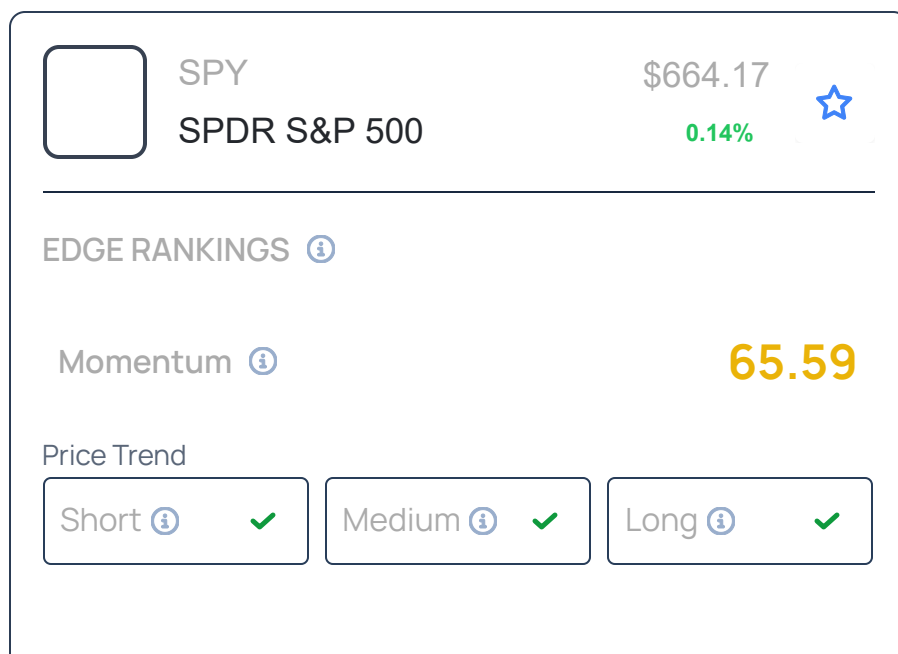 SPY
$664.17
SPDR S&P 500
0.14%
EDGE RANKINGS
Momentum
65.59
Price Trend
Short
Medium
Long